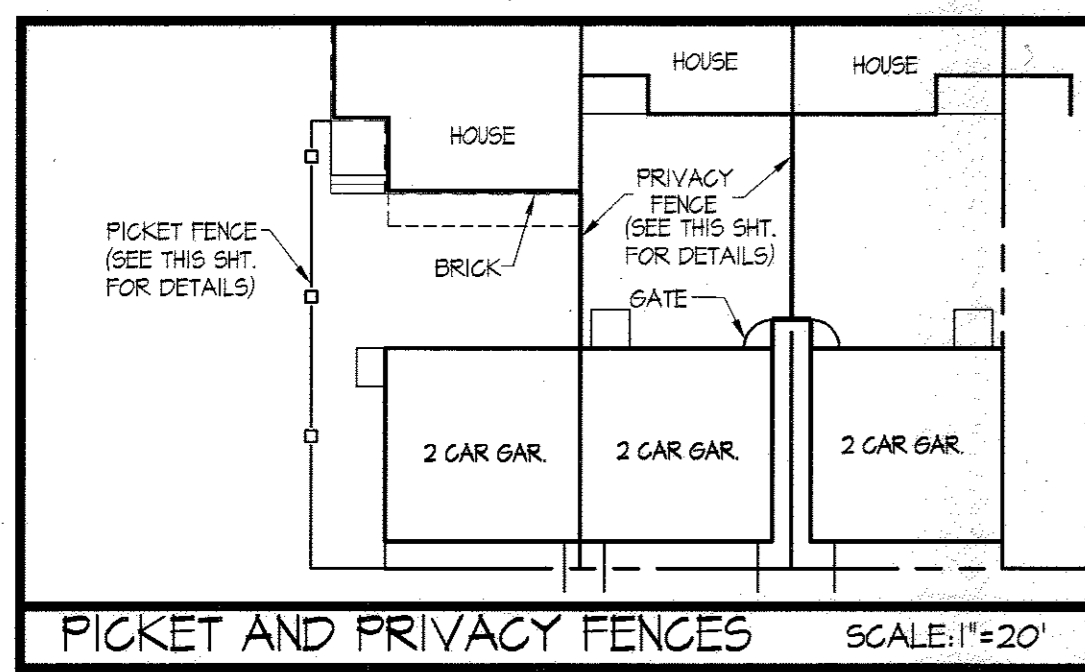 HOUSE
HOUSE
HOUSE
PRIVACY
FENCE
(SEE THIS SHT.
FOR DETAILS)
PICKET FENCE
(SEE THIS SHT.
FOR DETAILS)
BRICK
GATE
2 CAR GAR.
2 CAR GAR.
2 CAR GAR.
PICKET AND PRIVACY FENCES
SCALE: 1"=20'